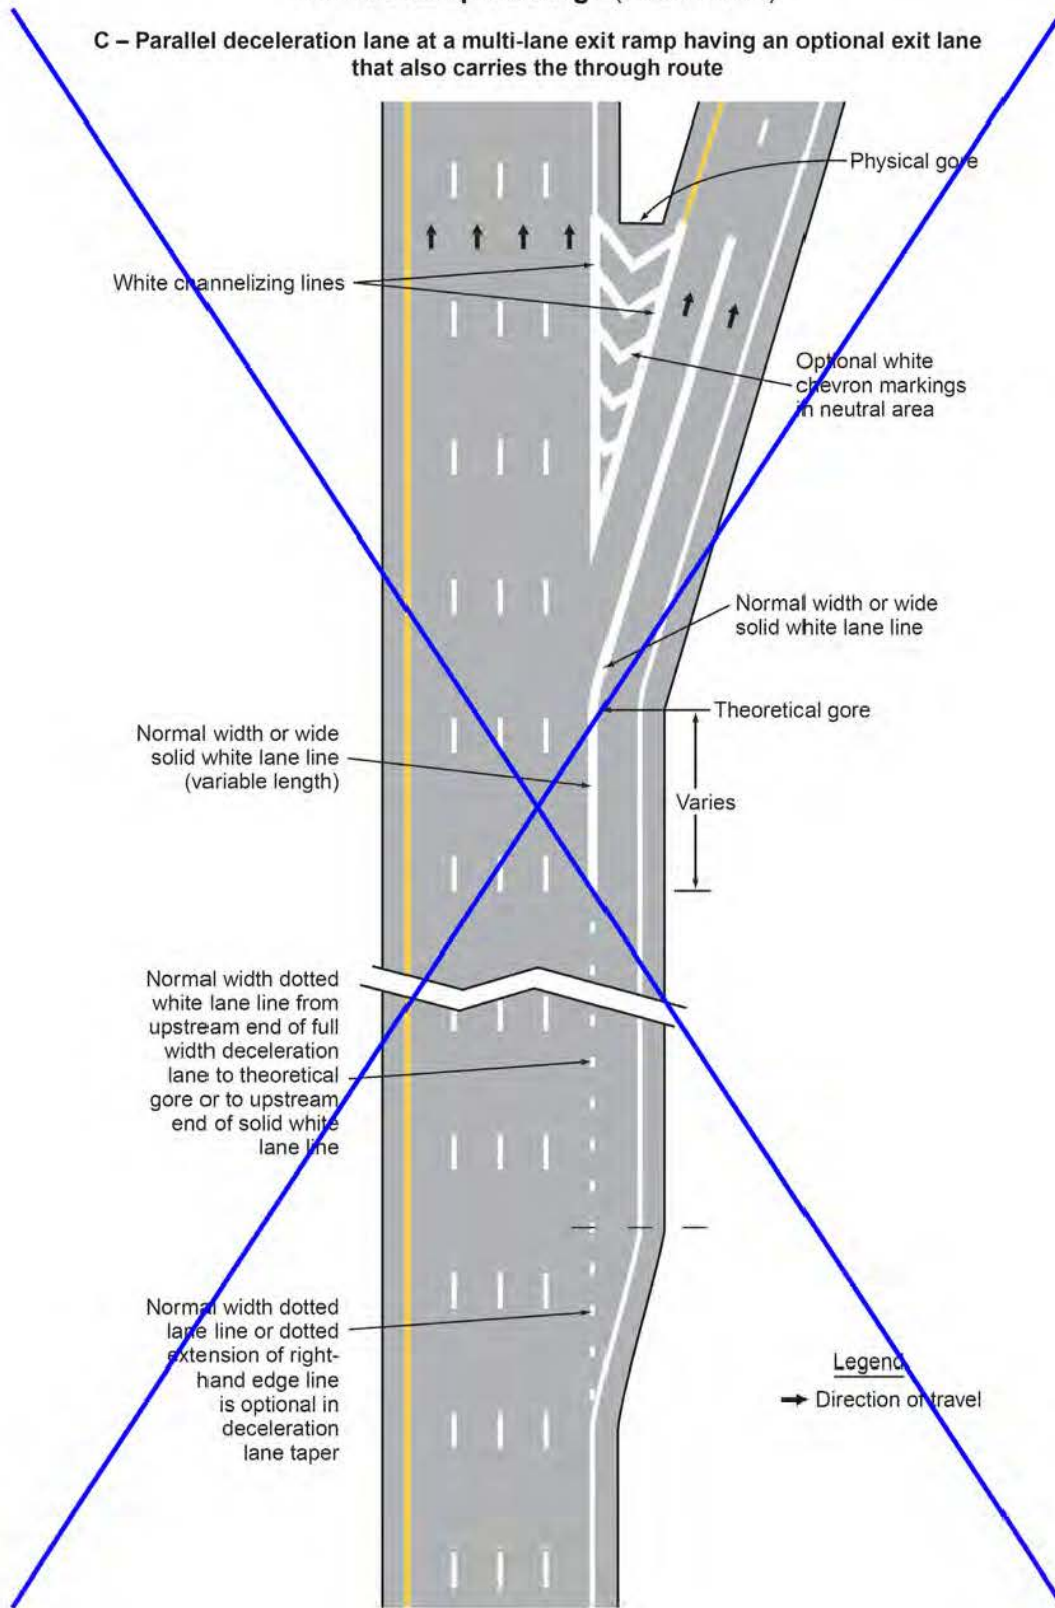 C – Parallel deceleration lane at a multi-lane exit ramp having an optional exit lane
that also carries the through route
Physical gore
White channelizing lines
Optional white
chevron markings
in neutral area
Normal width or wide
solid white lane line
Theoretical gore
Normal width or wide
solid white lane line
(variable length)
Varies
Normal width dotted
white lane line from
upstream end of full
width deceleration
lane to theoretical
gore or to upstream
end of solid white
lane line
Normal width dotted
lane line or dotted
extension of right-
hand edge line
is optional in
deceleration
lane taper
Legend
Direction of travel